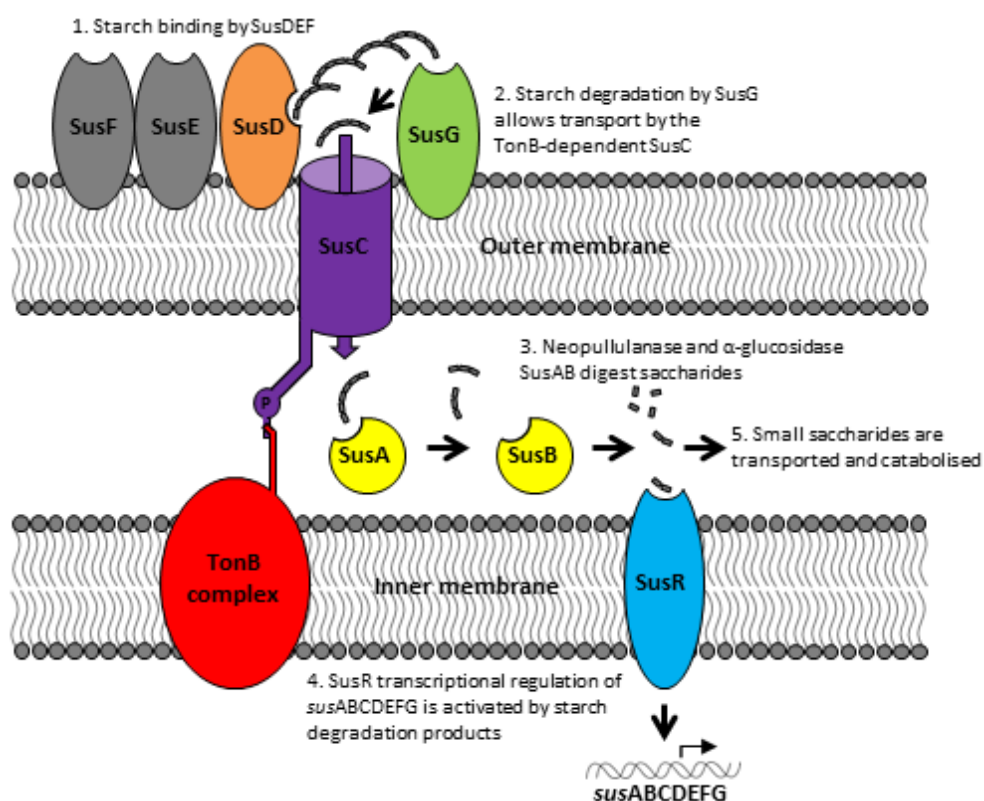 1. Starch binding by SusDEF
SusF
SusE
SusD
SusG
2. Starch degradation by SusG
allows transport by the
TonB-dependent SusC
SusC
Outer membrane
3. Neopullulanase and α-glucosidase
SusAB digest saccharides
P
SusA
SusB
5. Small saccharides are
transported and catabolised
TonB
complex
Inner membrane
SusR
4. SusR transcriptional regulation of
susABCDEFG is activated by starch
degradation products
susABCDEFG